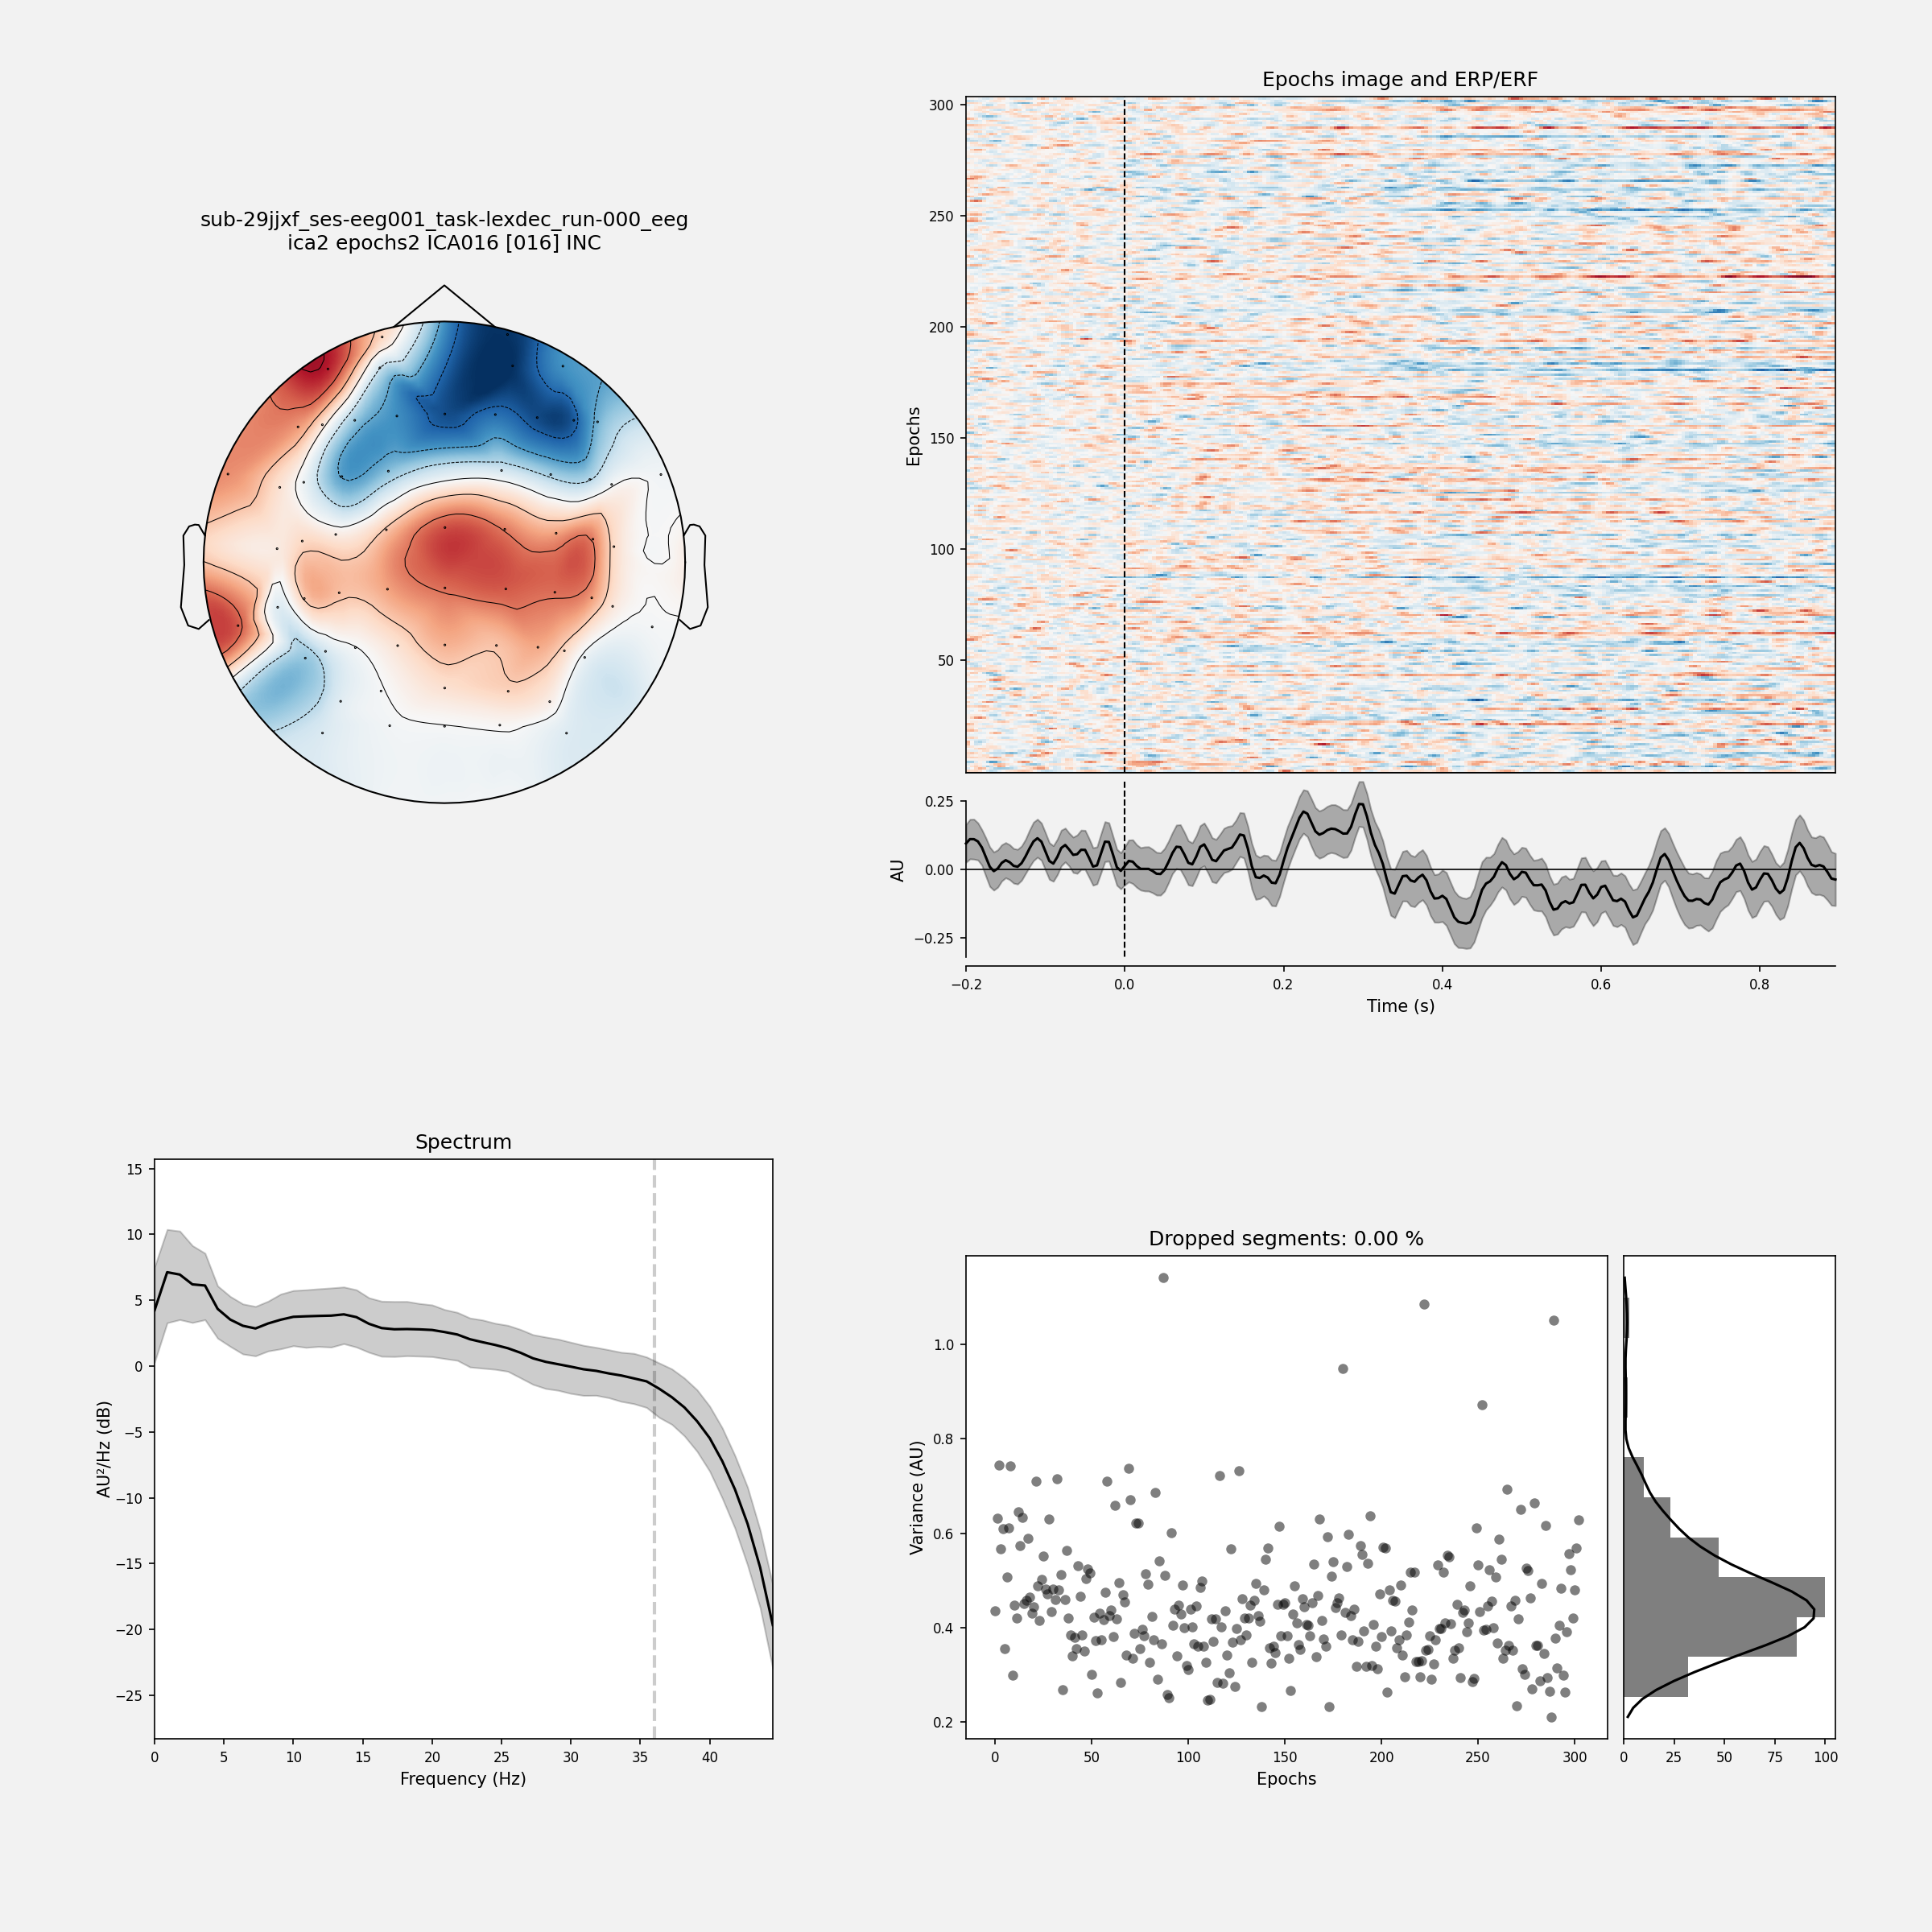 sub-29jjxf_ses-eeg001_task-lexdec_run-000_eeg
ica2 epochs2 ICA016 [016] INC
Epochs image and ERP/ERF
300
250
200
150
100
50
Epochs
0.25
0.00
−0.25
AU
−0.2 0.0 0.2 0.4 0.6 0.8
Time (s)
Spectrum
15
10
5
0
−5
−10
−15
−20
−25
AU²/Hz (dB)
0 5 10 15 20 25 30 35 40
Frequency (Hz)
Dropped segments: 0.00 %
1.0
0.8
0.6
0.4
0.2
Variance (AU)
0 50 100 150 200 250 300
Epochs
0 25 50 75 100